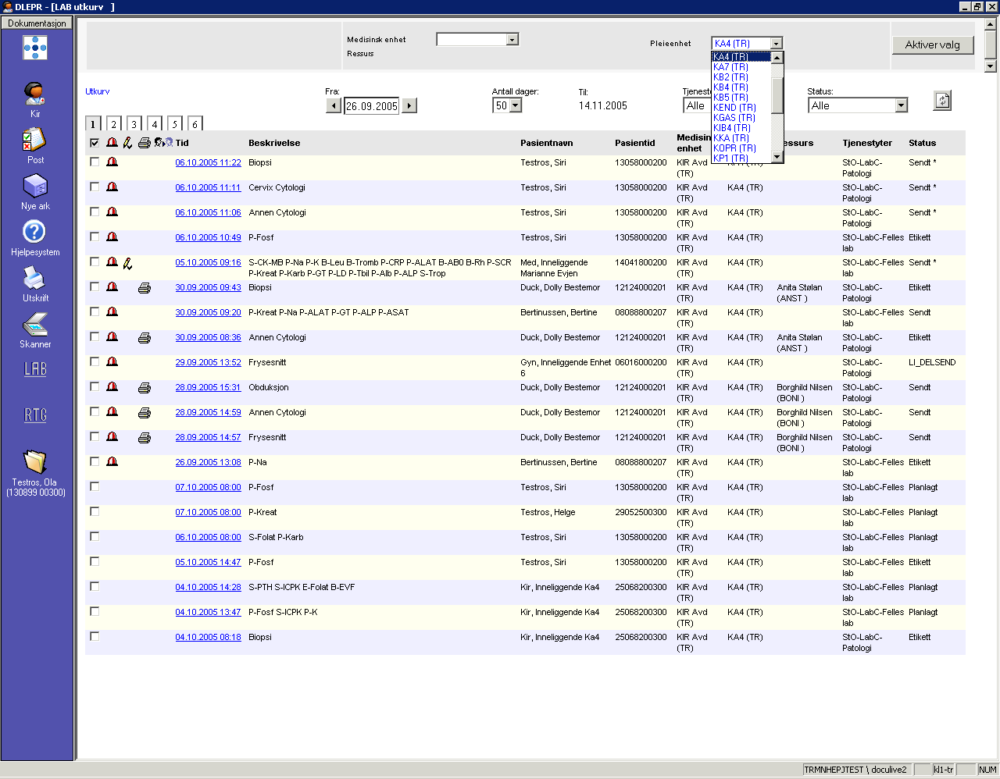 DLEPR - [LAB utkurv ]
Dokumentasjon
Kir
Post
Nye ark
Hjelpesystem
Utskrift
Skanner
LAB
RTG
Testros, Ola
(130899 00300)
Medisinsk enhet
Ressurs
Pleieenhet
KA4 (TR)
Aktiver valg
KA4 (TR)
KA7 (TR)
KB2 (TR)
KB4 (TR)
KB5 (TR)
KEND (TR)
KGAS (TR)
KIB4 (TR)
KKA (TR)
KOPR (TR)
KP1 (TR)
Utkurv
Fra:
26.09.2005
Antall dager:
50
Til:
14.11.2005
Tjenest
Alle
Status:
Alle
1 2 3 4 5 6
Tid Beskrivelse Pasientnavn Pasientid Medisin enhet essurs Tjenestyter Status
06.10.2005 11:22 Biopsi Testros, Siri 13058000200 KIR Avd (TR) KA4 (TR) StO-LabC-Patologi Sendt *
06.10.2005 11:11 Cervix Cytologi Testros, Siri 13058000200 KIR Avd (TR) KA4 (TR) StO-LabC-Patologi Sendt *
06.10.2005 11:06 Annen Cytologi Testros, Siri 13058000200 KIR Avd (TR) KA4 (TR) StO-LabC-Patologi Sendt *
06.10.2005 10:49 P-Fosf Testros, Siri 13058000200 KIR Avd (TR) KA4 (TR) StO-LabC-Felles lab Etikett
05.10.2005 09:16 S-CK-MB P-Na P-K B-Leu B-Tromb P-CRP P-ALAT B-AB0 B-Rh P-SCR P-Kreat P-Karb P-GT P-LD P-Tbil P-Alb P-ALP S-Trop Med, Inneliggende Marianne Evjen 14041800200 KIR Avd (TR) KA4 (TR) StO-LabC-Felles lab Sendt *
30.09.2005 09:43 Biopsi Duck, Dolly Bestemor 12124000201 KIR Avd (TR) KA4 (TR) Anita Stølan (ANST ) StO-LabC-Patologi Etikett
30.09.2005 09:20 P-Kreat P-Na P-ALAT P-GT P-ALP P-ASAT Bertinussen, Bertine 08088800207 KIR Avd (TR) KA4 (TR) StO-LabC-Felles lab Sendt
30.09.2005 08:36 Annen Cytologi Duck, Dolly Bestemor 12124000201 KIR Avd (TR) KA4 (TR) Anita Stølan (ANST ) StO-LabC-Patologi Etikett
29.09.2005 13:52 Frysesnitt Gyn, Inneliggende Enhet 6 06016000200 KIR Avd (TR) KA4 (TR) StO-LabC-Patologi LI_DELSEND
28.09.2005 15:31 Obduksjon Duck, Dolly Bestemor 12124000201 KIR Avd (TR) KA4 (TR) Borghild Nilsen (BONI ) StO-LabC-Patologi Sendt
28.09.2005 14:59 Annen Cytologi Duck, Dolly Bestemor 12124000201 KIR Avd (TR) KA4 (TR) Borghild Nilsen (BONI ) StO-LabC-Patologi Sendt
28.09.2005 14:57 Frysesnitt Duck, Dolly Bestemor 12124000201 KIR Avd (TR) KA4 (TR) Borghild Nilsen (BONI ) StO-LabC-Patologi Sendt
26.09.2005 13:08 P-Na Bertinussen, Bertine 08088800207 KIR Avd (TR) KA4 (TR) StO-LabC-Felles lab Etikett
07.10.2005 08:00 P-Fosf Testros, Siri 13058000200 KIR Avd (TR) KA4 (TR) StO-LabC-Felles lab Planlagt
07.10.2005 08:00 P-Kreat Testros, Helge 29052500300 KIR Avd (TR) KA4 (TR) StO-LabC-Felles lab Planlagt
06.10.2005 08:00 S-Folat P-Karb Testros, Siri 13058000200 KIR Avd (TR) KA4 (TR) StO-LabC-Felles lab Planlagt
05.10.2005 14:47 P-Fosf Testros, Siri 13058000200 KIR Avd (TR) KA4 (TR) StO-LabC-Felles lab Etikett
04.10.2005 14:28 S-PTH S-ICPK E-Folat B-EVF Kir, Inneliggende Ka4 25068200300 KIR Avd (TR) KA4 (TR) StO-LabC-Felles lab Planlagt
04.10.2005 13:47 P-Fosf S-ICPK P-K Kir, Inneliggende Ka4 25068200300 KIR Avd (TR) KA4 (TR) StO-LabC-Felles lab Planlagt
04.10.2005 08:18 Biopsi Kir, Inneliggende Ka4 25068200300 KIR Avd (TR) KA4 (TR) StO-LabC-Patologi Etikett
TRMNHEPJTEST \ doculive2 kl1-tr NUM